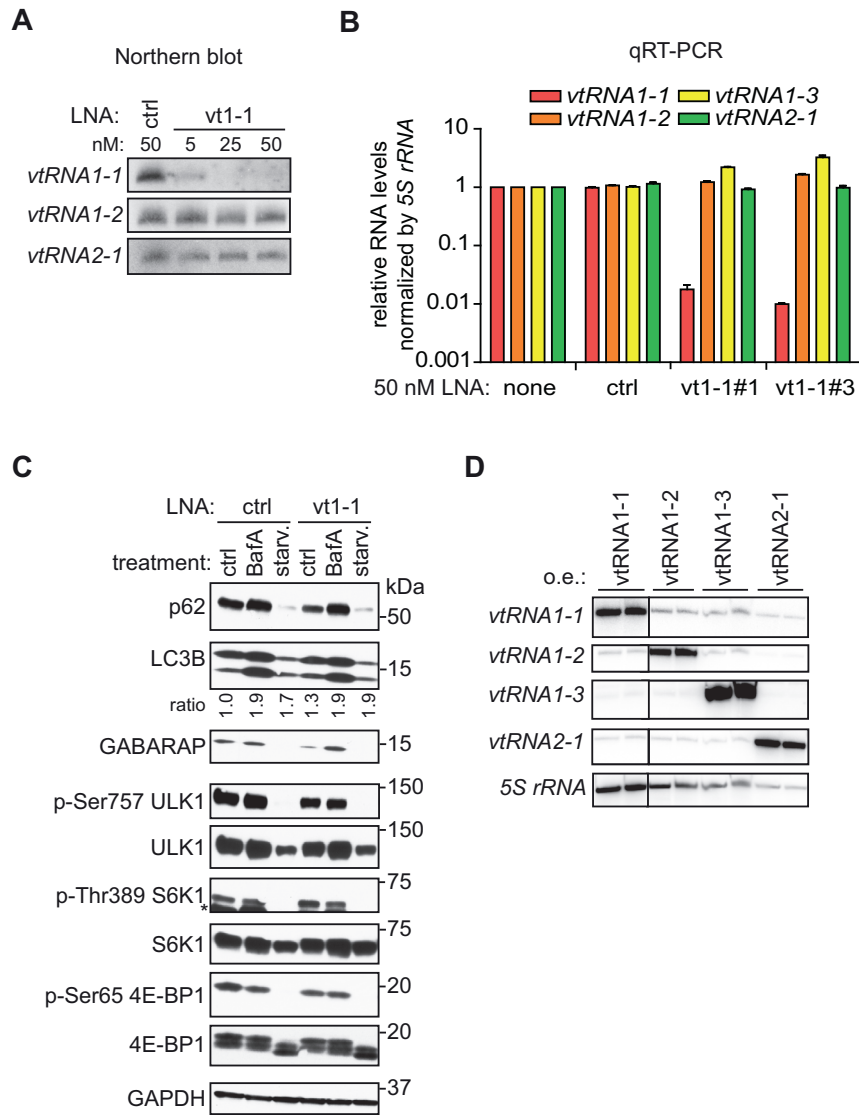 A
Northern blot
LNA: ctrl vt1-1
nM: 50 5 25 50
vtRNA1-1
vtRNA1-2
vtRNA2-1
B
qRT-PCR
vtRNA1-1 vtRNA1-3
vtRNA1-2 vtRNA2-1
relative RNA levels
normalized by 5S rRNA
10
1
0.1
0.01
0.001
50 nM LNA: none ctrl vt1-1#1 vt1-1#3
C
LNA: ctrl vt1-1
treatment: ctrl BafA starv. ctrl BafA starv.
kDa
p62 -50
LC3B -15
ratio 1.0 1.9 1.7 1.3 1.9 1.9
GABARAP -15
p-Ser757 ULK1 -150
ULK1 150
p-Thr389 S6K1 -75
*
S6K1 -75
p-Ser65 4E-BP1 -20
4E-BP1 -20
GAPDH -37
D
o.e.: vtRNA1-1 vtRNA1-2 vtRNA1-3 vtRNA2-1
vtRNA1-1
vtRNA1-2
vtRNA1-3
vtRNA2-1
5S rRNA